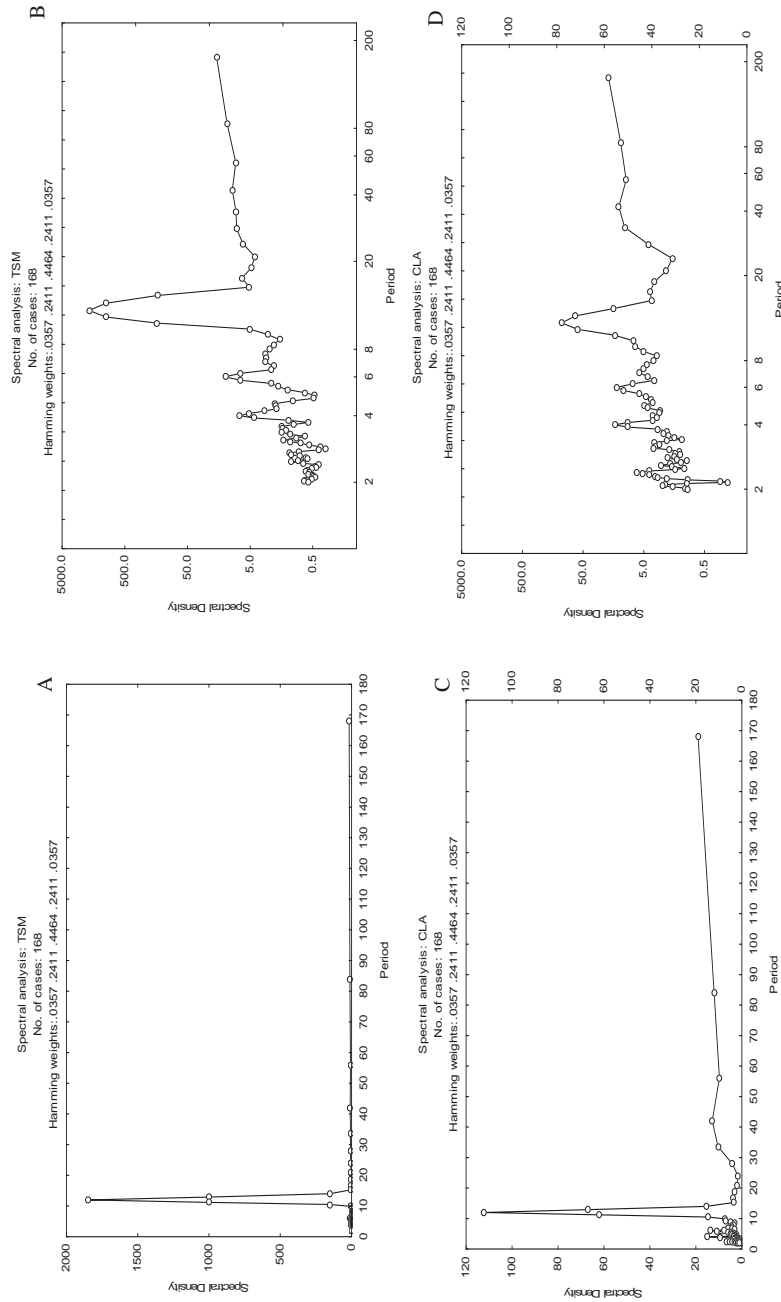 A
Spectral analysis: TSM
No. of cases: 168
Hamming weights:.0357 .2411 .4464 .2411 .0357
Spectral Density
2000
1500
1000
500
0
0 10 20 30 40 50 60 70 80 90 100 110 120 130 140 150 160 170 180
Period
B
Spectral analysis: TSM
No. of cases: 168
Hamming weights:.0357 .2411 .4464 .2411 .0357
Spectral Density
5000.0
500.0
50.0
5.0
0.5
2 4 6 8 20 40 60 80 200
Period
C
Spectral analysis: CLA
No. of cases: 168
Hamming weights:.0357 .2411 .4464 .2411 .0357
Spectral Density
120
100
80
60
40
20
0
0 10 20 30 40 50 60 70 80 90 100 110 120 130 140 150 160 170 180
Period
120
100
80
60
40
20
0
D
Spectral analysis: CLA
No. of cases: 168
Hamming weights:.0357 .2411 .4464 .2411 .0357
Spectral Density
5000.0
500.0
50.0
5.0
0.5
2 4 6 8 20 40 60 80 200
Period
120
100
80
60
40
20
0